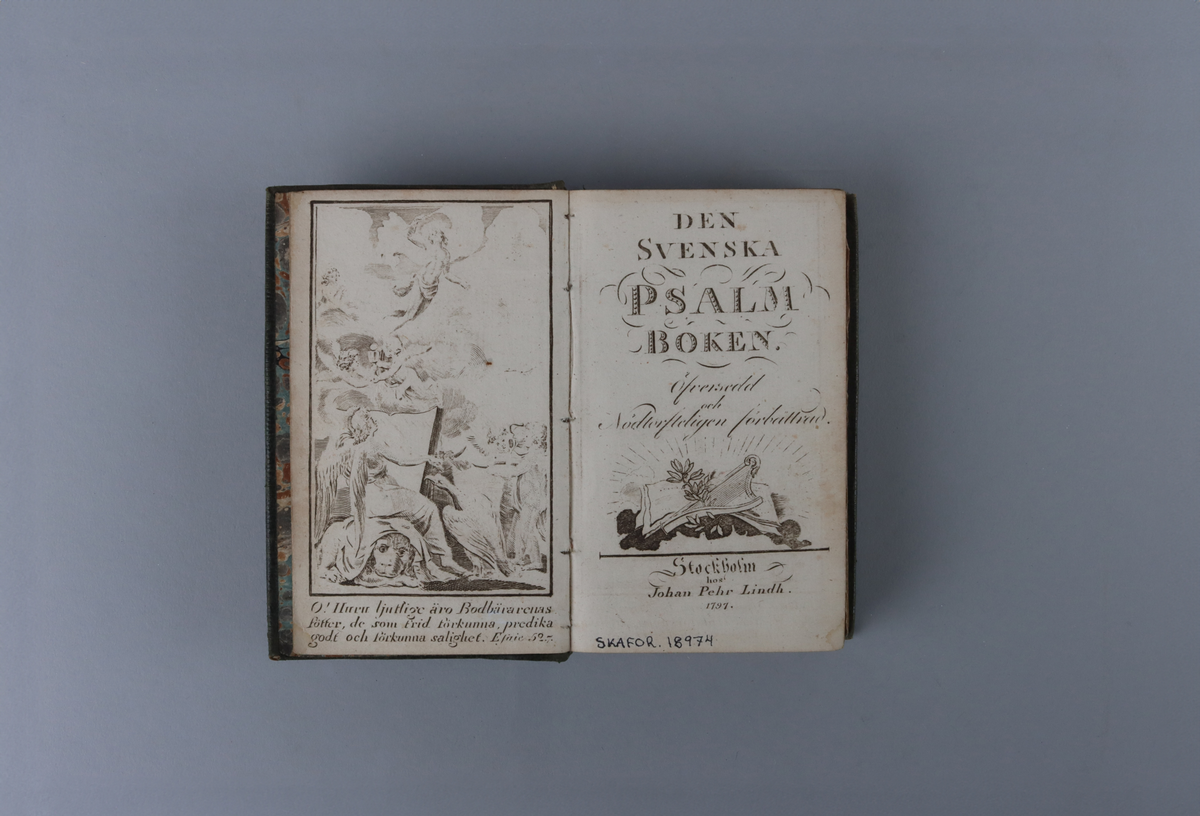 O! Huru ljuflige äro Bodbärarenas
fötter, de som frid förkunna, predika
godt och förkunna salighet. Esaie. 52.7.
DEN
SVENSKA
PSALM
BOKEN.
Öfversedd
och
Nödtorfteligen förbättrad.
Stockholm
hos
Johan Pehr Lindh.
1797.
SKAFOR. 18974